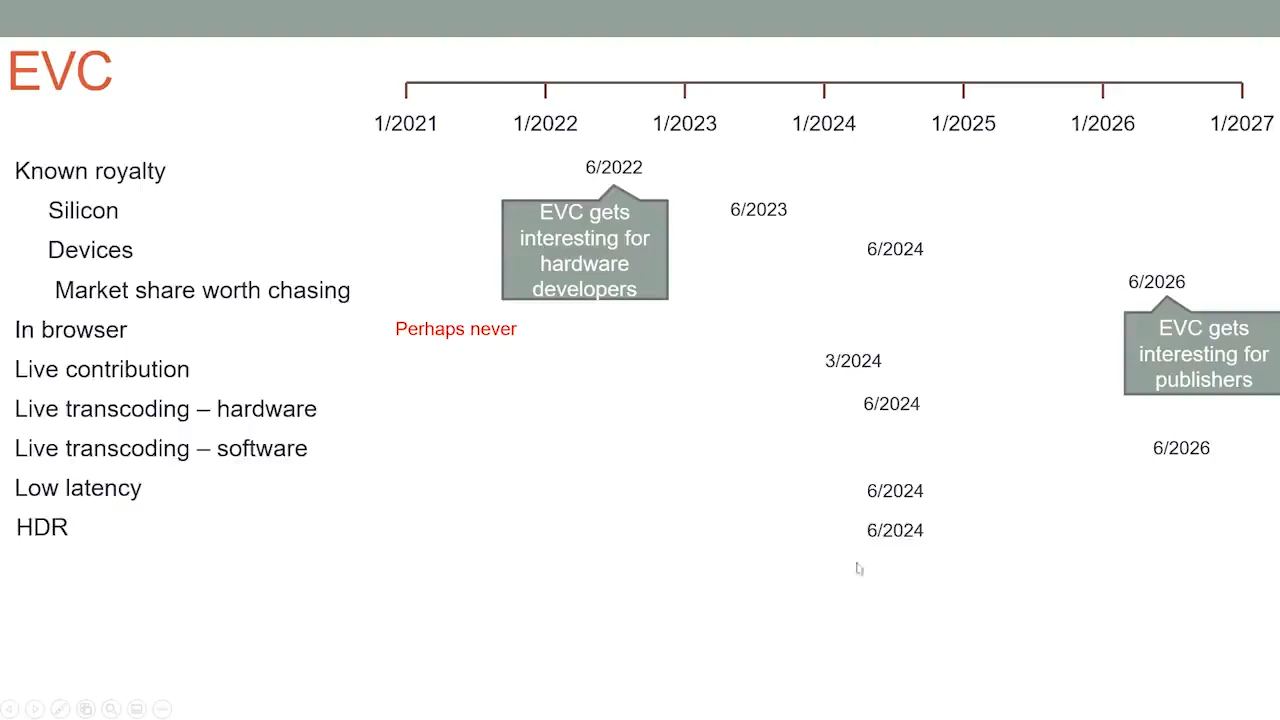 EVC
1/2021 1/2022 1/2023 1/2024 1/2025 1/2026 1/2027
Known royalty 6/2022
EVC gets
interesting for
hardware
developers
Silicon 6/2023
Devices 6/2024
Market share worth chasing 6/2026
EVC gets
interesting for
publishers
In browser Perhaps never
Live contribution 3/2024
Live transcoding – hardware 6/2024
Live transcoding – software 6/2026
Low latency 6/2024
HDR 6/2024